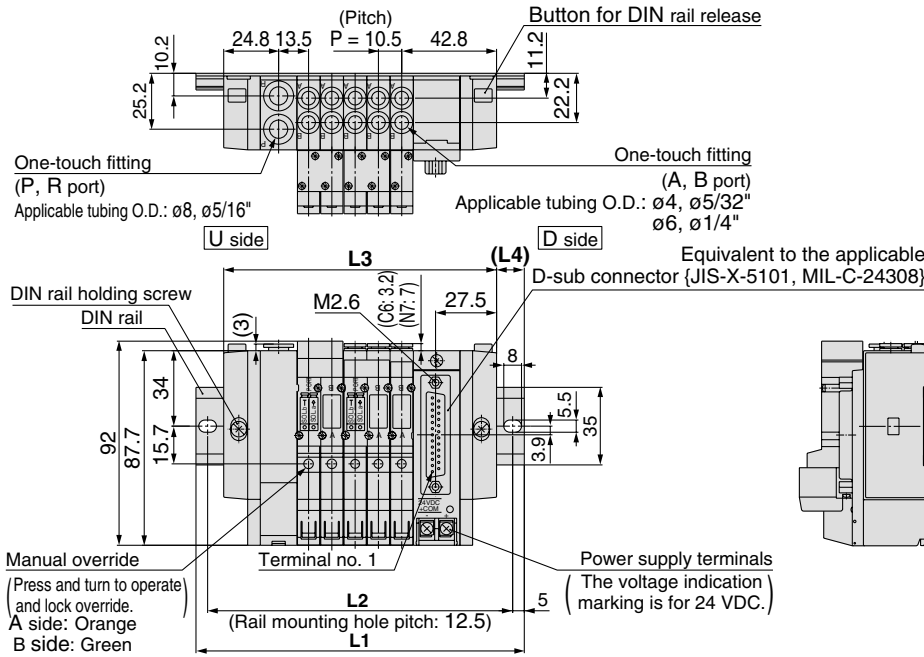 (Pitch)
Button for DIN rail release
24.8 13.5 P = 10.5 42.8
10.2
11.2
25.2
22.2
One-touch fitting
(P, R port)
Applicable tubing O.D.: ø8, ø5/16"
One-touch fitting
(A, B port)
Applicable tubing O.D.: ø4, ø5/32"
ø6, ø1/4"
U side
D side
L3
(L4)
Equivalent to the applicable
D-sub connector {JIS-X-5101, MIL-C-24308}
DIN rail holding screw
DIN rail
(3)
M2.6
(C6: 3.2)
(N7: 7)
27.5
8
92
87.7
34
15.7
5.5
3.9
35
24VDC
+COM
- +
Manual override
(Press and turn to operate
and lock override.)
A side: Orange
B side: Green
Terminal no. 1
Power supply terminals
(The voltage indication
marking is for 24 VDC.)
L2
5
(Rail mounting hole pitch: 12.5)
L1